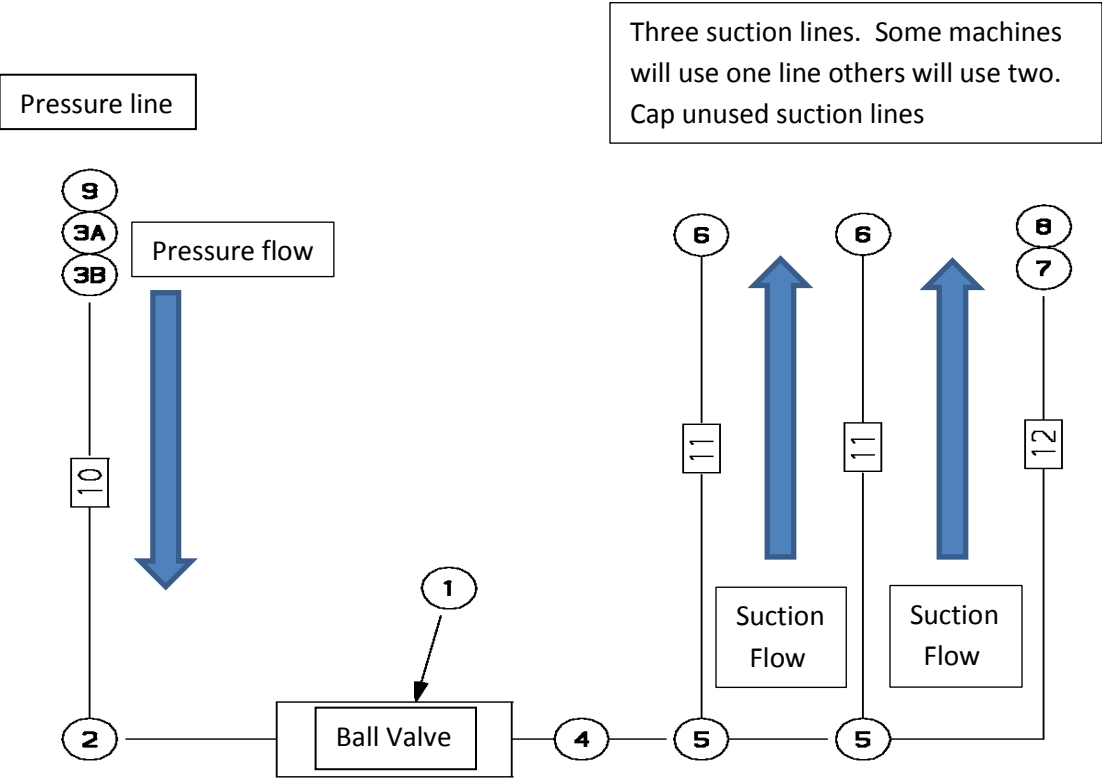 Three suction lines. Some machines
will use one line others will use two.
Cap unused suction lines
Pressure line
9
3A
3B
Pressure flow
6
6
8
7
10
11
11
12
1
Suction
Flow
Suction
Flow
2
Ball Valve
4
5
5